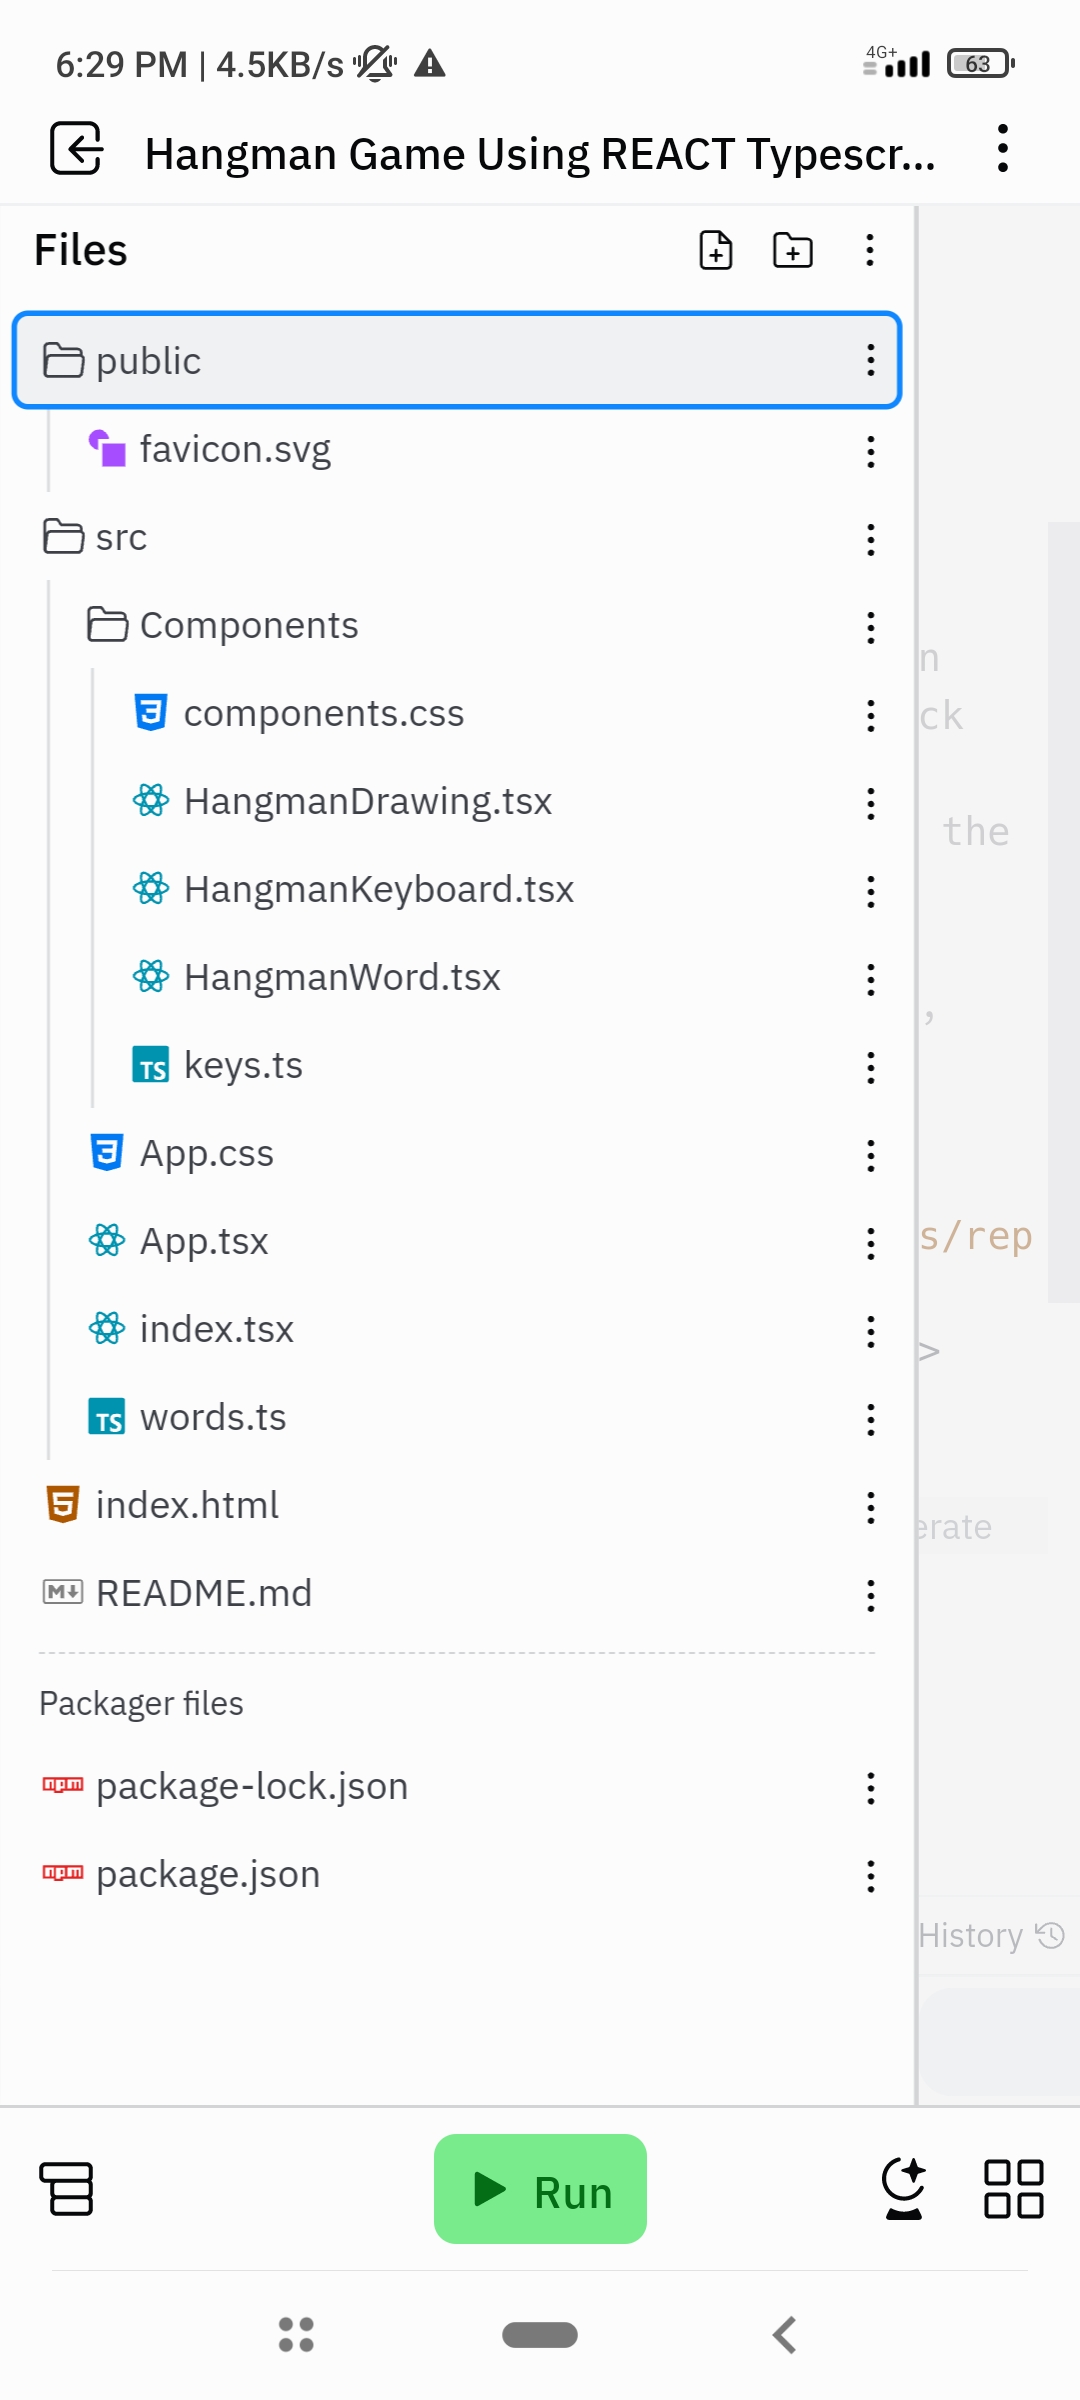 6:29 PM | 4.5KB/s
4G+
63
Hangman Game Using REACT Typescr...
Files
public
favicon.svg
src
Components
n
components.css
ck
HangmanDrawing.tsx
the
HangmanKeyboard.tsx
HangmanWord.tsx
,
TS keys.ts
App.css
App.tsx
s/rep
index.tsx
>
TS words.ts
index.html
erate
M README.md
Packager files
npm package-lock.json
npm package.json
History
Run